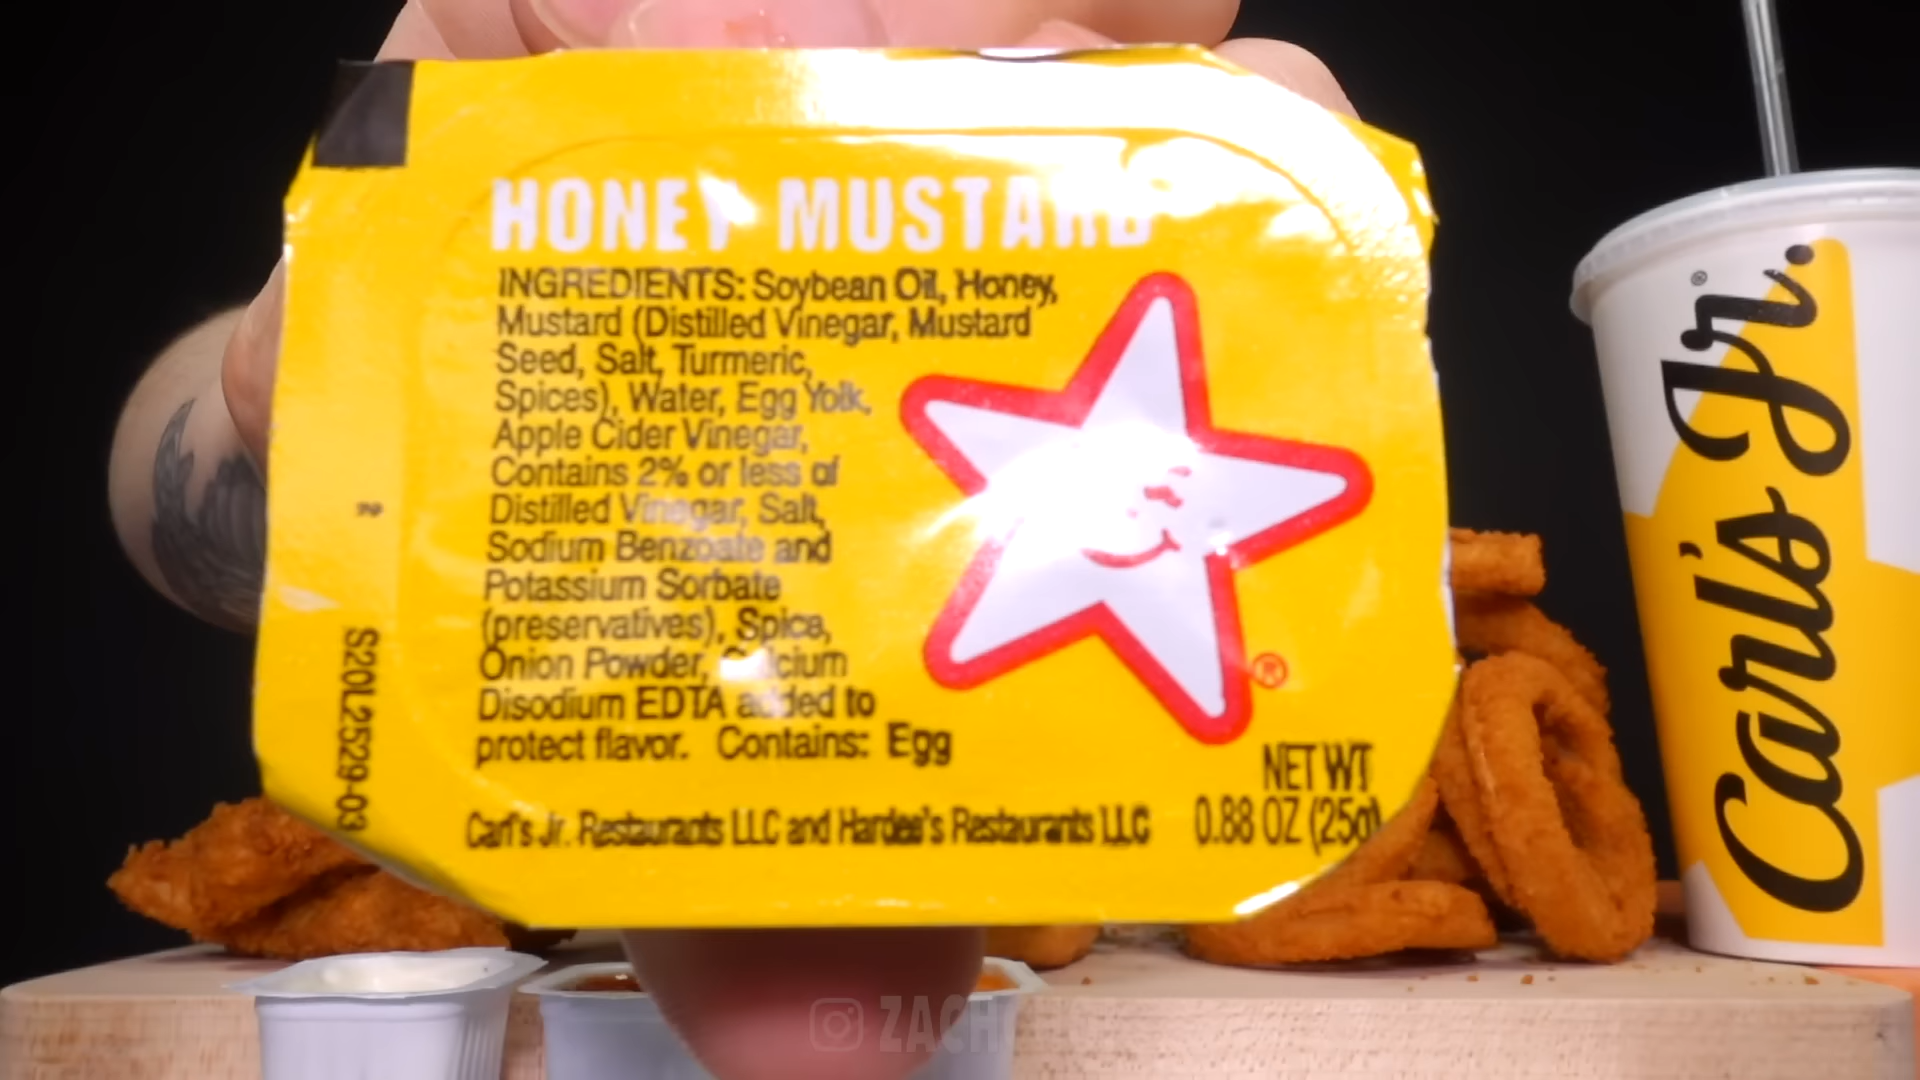 HONEY MUSTARD
INGREDIENTS: Soybean Oil, Honey,
Mustard (Distilled Vinegar, Mustard
Seed, Salt, Turmeric,
Spices), Water, Egg Yolk,
Apple Cider Vinegar,
Contains 2% or less of
Distilled Vinegar, Salt,
Sodium Benzoate and
Potassium Sorbate
(preservatives), Spice,
Onion Powder, Calcium
Disodium EDTA added to
protect flavor. Contains: Egg
®
NET WT
0.88 OZ (25g)
Carl's Jr. Restaurants LLC and Hardee's Restaurants LLC
S20L2529-03
Carl's Jr.®